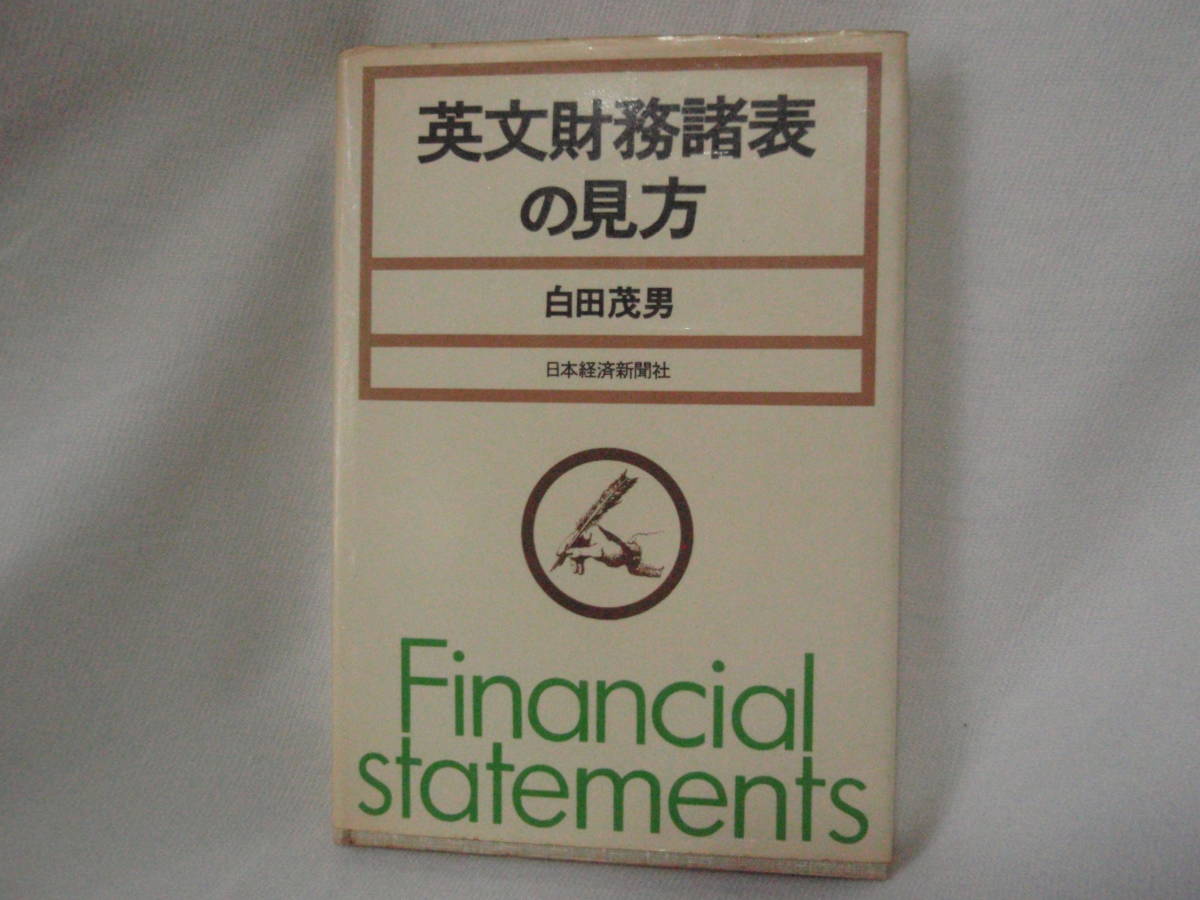 英文財務諸表
の見方
白田茂男
日本経済新聞社
Financial
statements